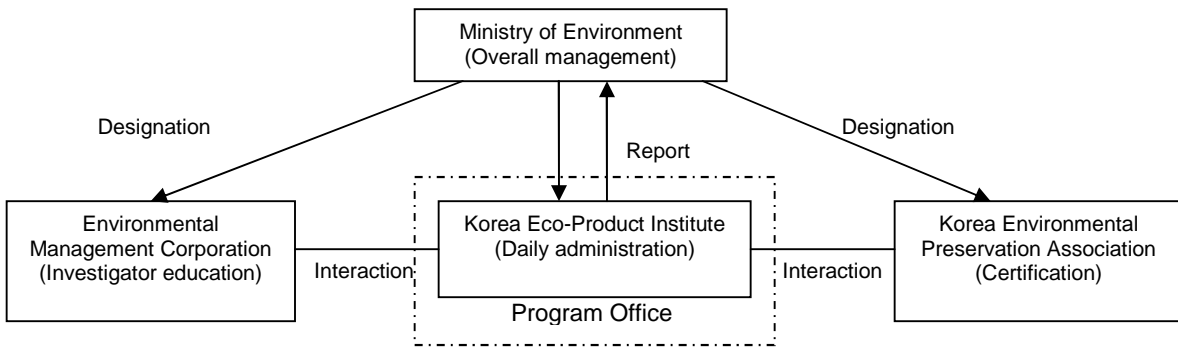 Ministry of Environment
(Overall management)
Designation
Designation
Report
Environmental
Management Corporation
(Investigator education)
Korea Eco-Product Institute
(Daily administration)
Korea Environmental
Preservation Association
(Certification)
Interaction
Interaction
Program Office